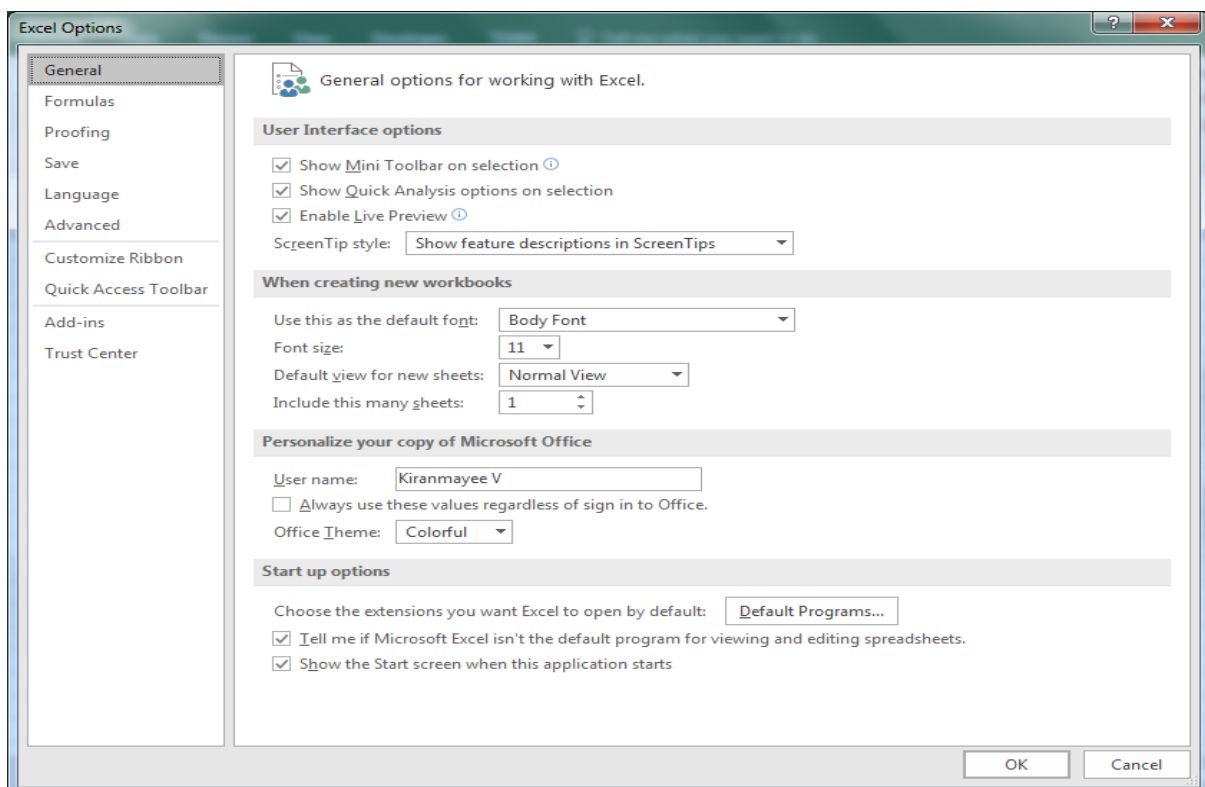 Excel Options
?
General
Formulas
Proofing
Save
Language
Advanced
Customize Ribbon
Quick Access Toolbar
Add-ins
Trust Center
General options for working with Excel.
User Interface options
Show Mini Toolbar on selection
Show Quick Analysis options on selection
Enable Live Preview
ScreenTip style: Show feature descriptions in ScreenTips
When creating new workbooks
Use this as the default font: Body Font
Font size: 11
Default view for new sheets: Normal View
Include this many sheets: 1
Personalize your copy of Microsoft Office
User name: Kiranmayee V
Always use these values regardless of sign in to Office.
Office Theme: Colorful
Start up options
Choose the extensions you want Excel to open by default: Default Programs...
Tell me if Microsoft Excel isn't the default program for viewing and editing spreadsheets.
Show the Start screen when this application starts
OK Cancel